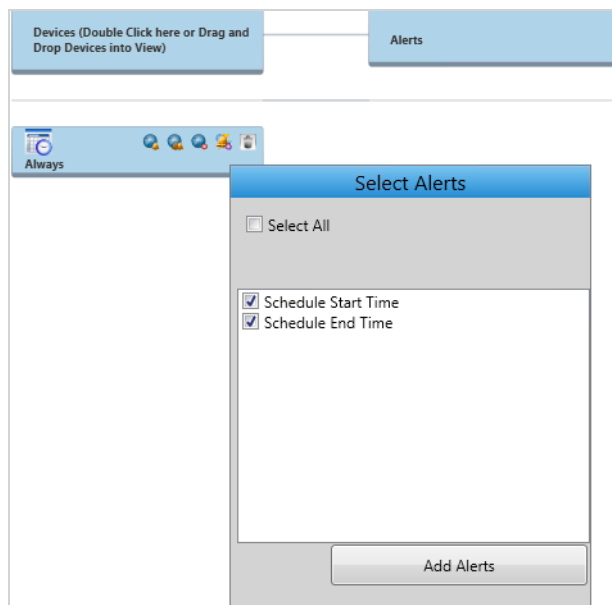 Devices (Double Click here or Drag and
Drop Devices into View)
Alerts
Always
Select Alerts
Select All
Schedule Start Time
Schedule End Time
Add Alerts